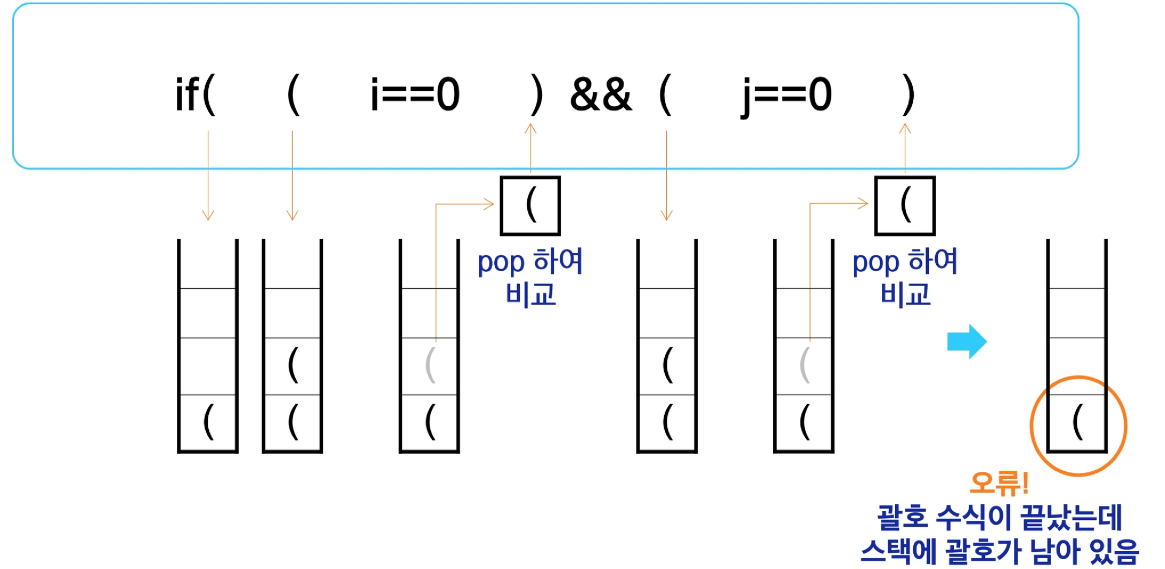 if( ( i==0 ) && ( j==0 )
( (
pop 하여
비교
pop 하여
비교
( ( ( (
( ( ( ( ( (
오류!
괄호 수식이 끝났는데
스택에 괄호가 남아 있음